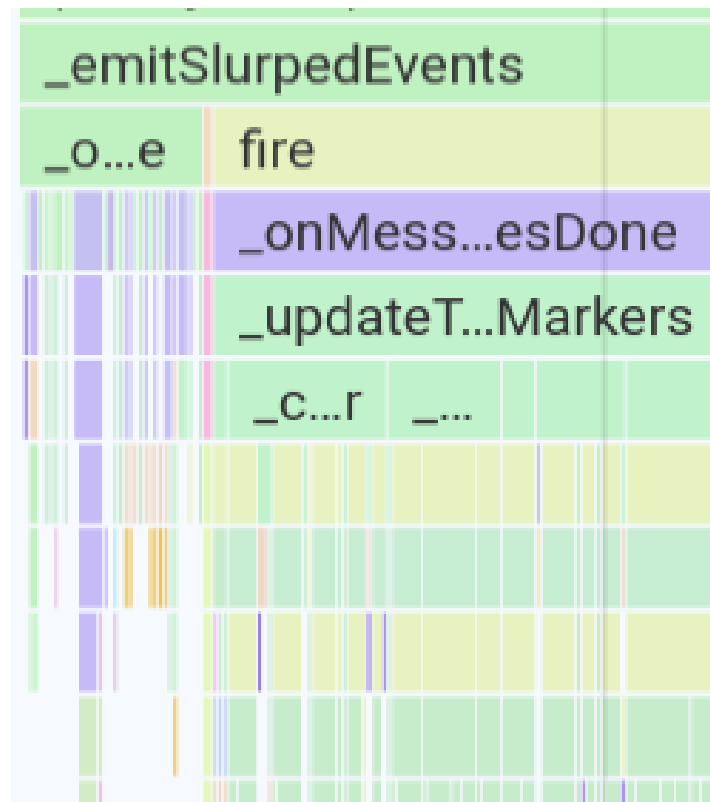 _emitSlurpedEvents
_o...e fire
_onMess...esDone
_updateT...Markers
_c...r _...